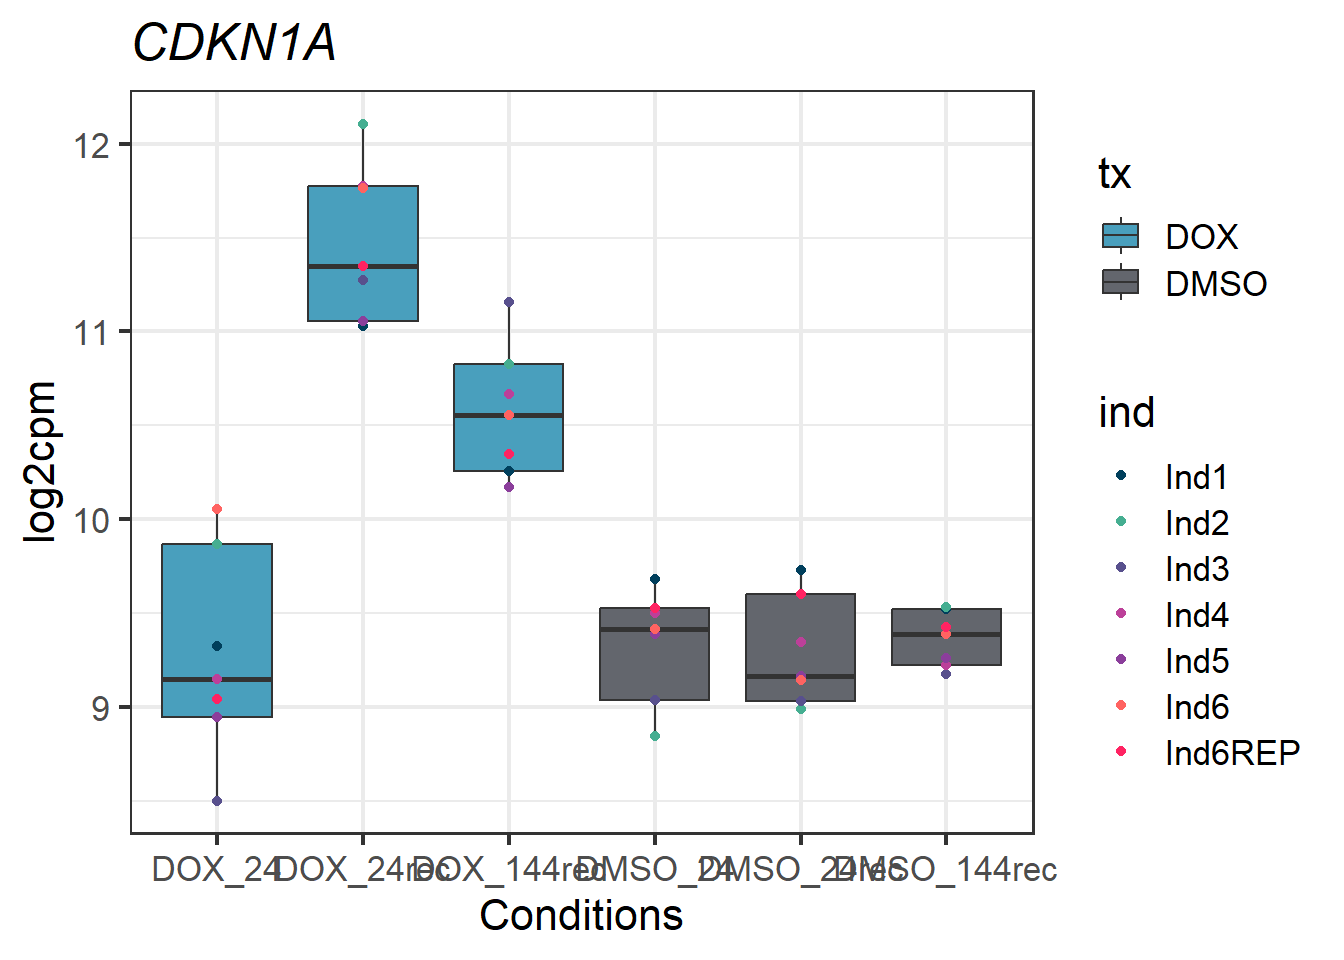 CDKN1A
12
11
10
9
log2cpm
DOX_24
DOX_24rec
DOX_144rec
DMSO_24
DMSO_24rec
DMSO_144rec
Conditions
tx
DOX
DMSO
ind
Ind1
Ind2
Ind3
Ind4
Ind5
Ind6
Ind6REP